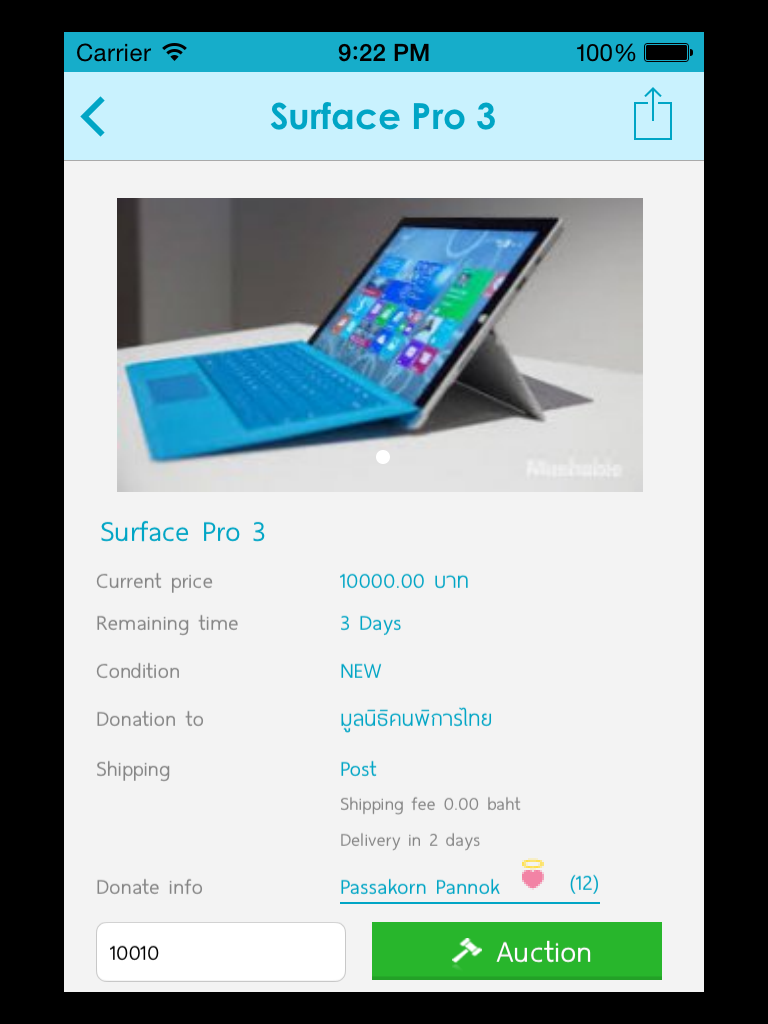 Carrier 9:22 PM 100%
Surface Pro 3
Mashable
Surface Pro 3
Current price 10000.00 บาท
Remaining time 3 Days
Condition NEW
Donation to มูลนิธิคนพิการไทย
Shipping Post
Shipping fee 0.00 baht
Delivery in 2 days
Donate info Passakorn Pannok (12)
10010 Auction